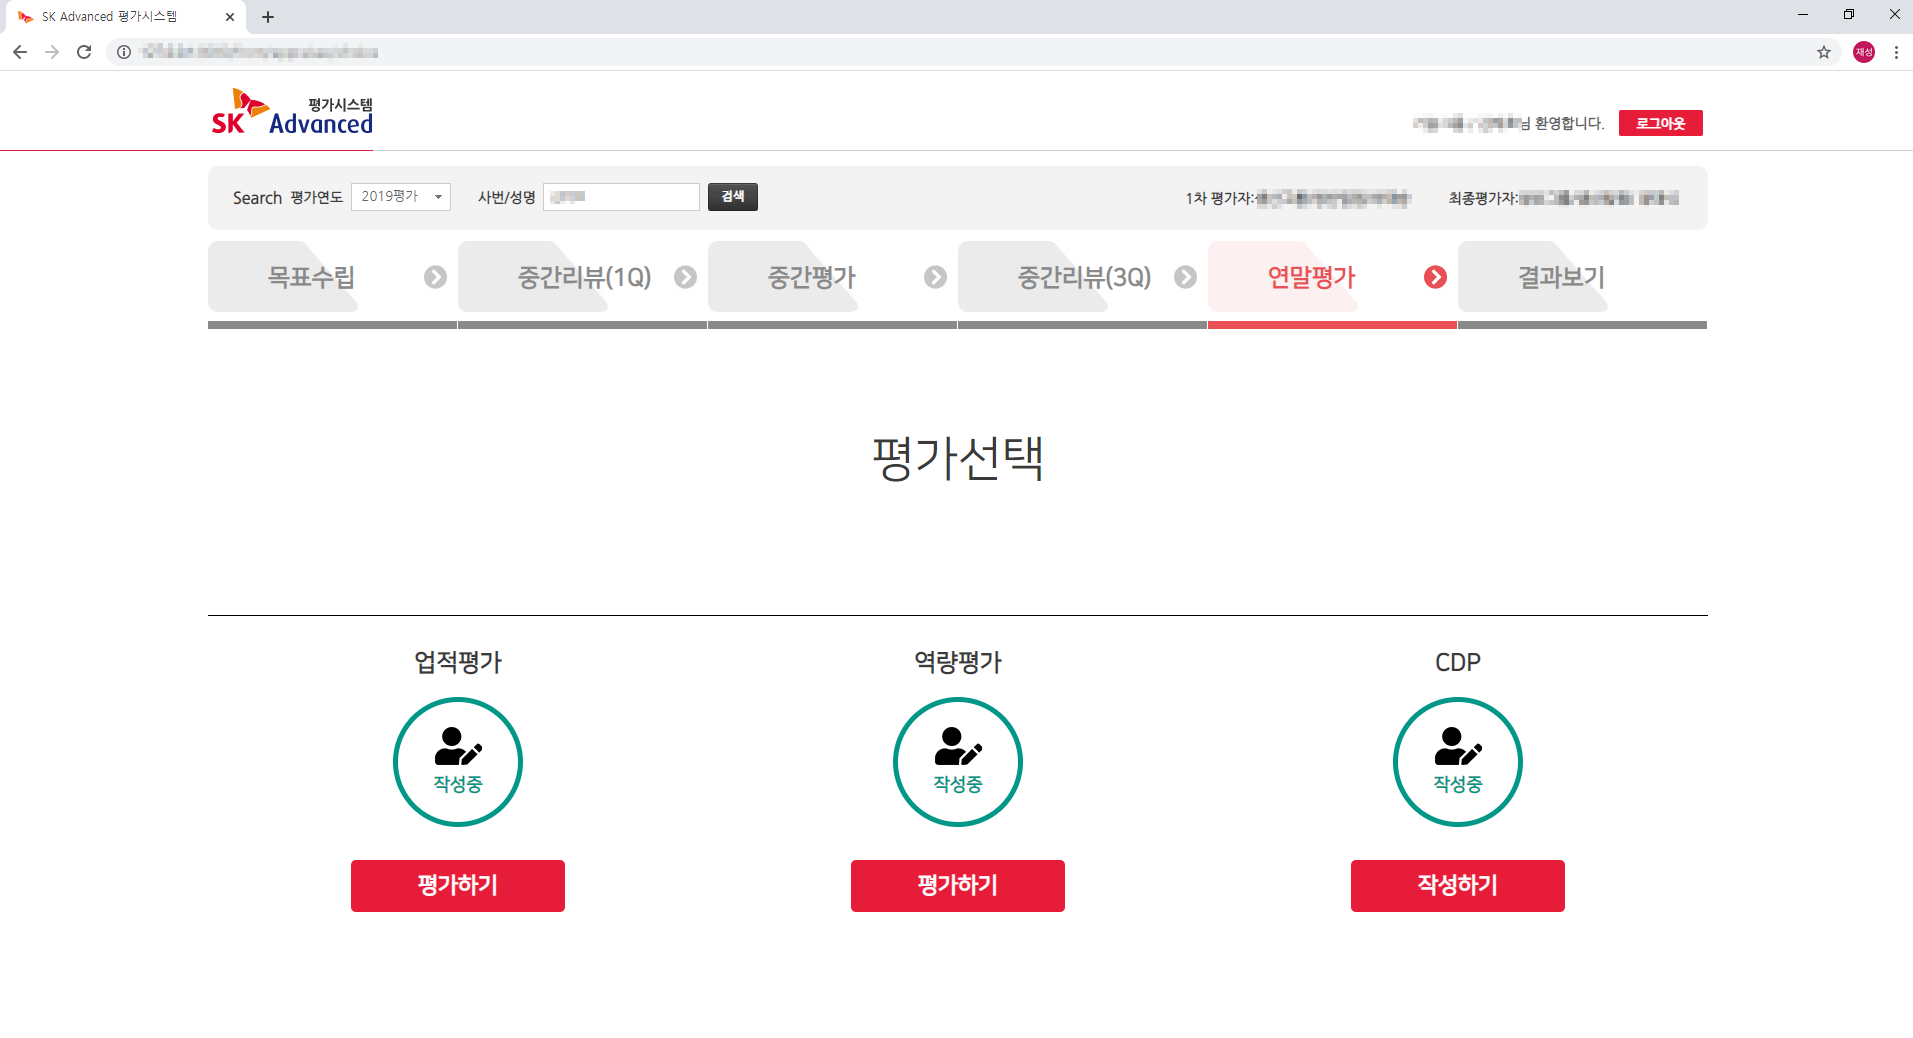 SK Advanced 평가시스템
평가시스템
SK Advanced
님 환영합니다.
로그아웃
Search 평가연도 2019평가 사번/성명 검색 1차 평가자: 최종평가자:
목표수립 중간리뷰(1Q) 중간평가 중간리뷰(3Q) 연말평가 결과보기
평가선택
업적평가 역량평가 CDP
작성중 작성중 작성중
평가하기 평가하기 작성하기
재성